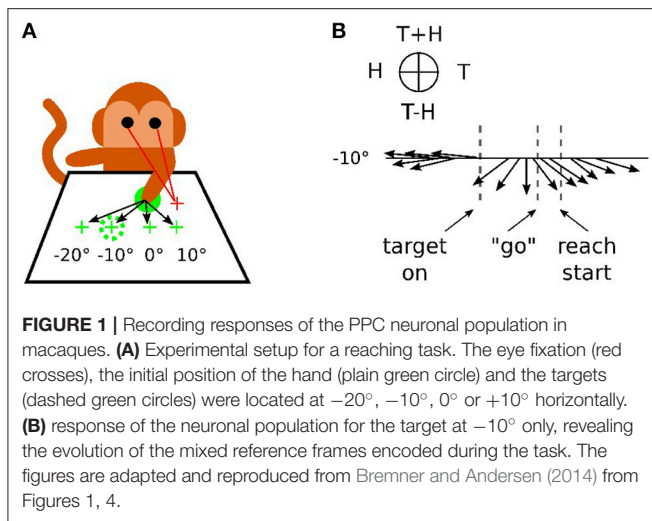 A
-20° -10° 0° 10°
B
T+H
H T
T-H
-10°
target on
"go"
reach start
FIGURE 1 | Recording responses of the PPC neuronal population in
macaques. (A) Experimental setup for a reaching task. The eye fixation (red
crosses), the initial position of the hand (plain green circle) and the targets
(dashed green circles) were located at −20°, −10°, 0° or +10° horizontally.
(B) response of the neuronal population for the target at −10° only, revealing
the evolution of the mixed reference frames encoded during the task. The
figures are adapted and reproduced from Bremner and Andersen (2014) from
Figures 1, 4.